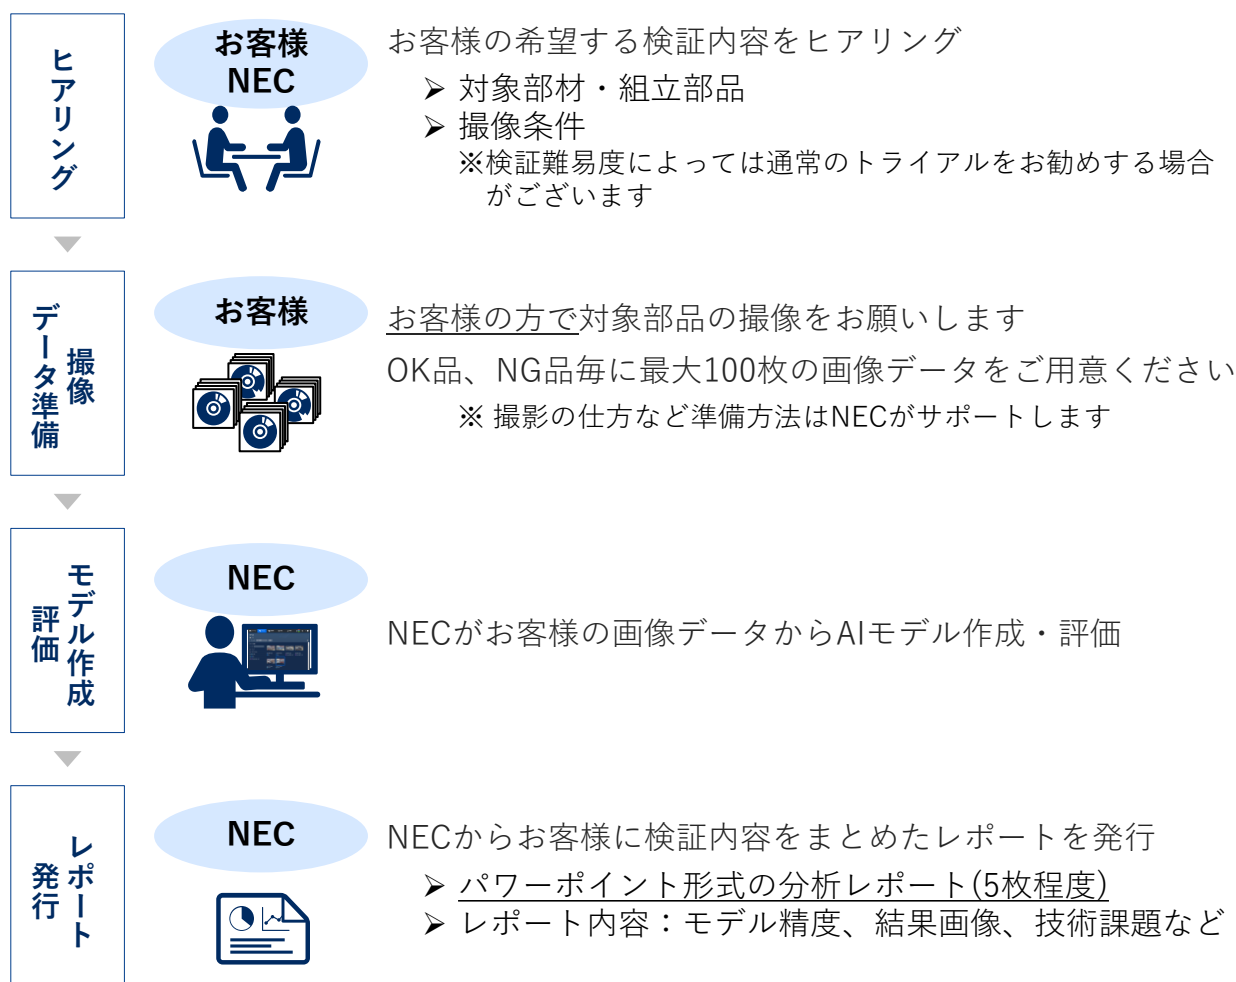 ヒアリング
お客様
NEC
お客様の希望する検証内容をヒアリング
➢ 対象部材・組立部品
➢ 撮像条件
※検証難易度によっては通常のトライアルをお勧めする場合
がございます
撮像
データ準備
お客様
お客様の方で対象部品の撮像をお願いします
OK品、NG品毎に最大100枚の画像データをご用意ください
※ 撮影の仕方など準備方法はNECがサポートします
モデル作成
評価
NEC
NECがお客様の画像データからAIモデル作成・評価
レポート
発行
NEC
NECからお客様に検証内容をまとめたレポートを発行
➢ パワーポイント形式の分析レポート(5枚程度)
➢ レポート内容：モデル精度、結果画像、技術課題など